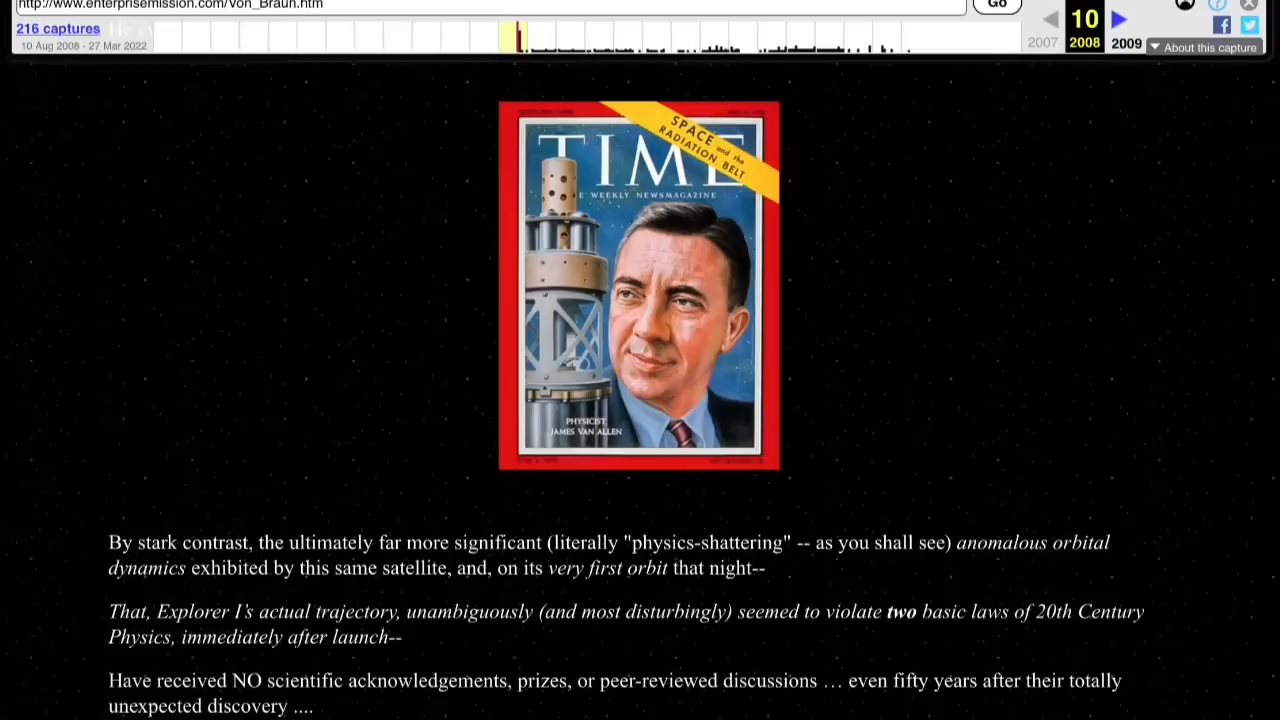 http://www.enterprisemission.com/Von_Braun.htm
Go
216 captures
10 Aug 2008 - 27 Mar 2022
10
2007
2008
2009
About this capture
SPACE and the
RADIATION BELT
TIME
WEEKLY NEWSMAGAZINE
PHYSICIST
JAMES VAN ALLEN
By stark contrast, the ultimately far more significant (literally "physics-shattering" -- as you shall see) anomalous orbital
dynamics exhibited by this same satellite, and, on its very first orbit that night--
That, Explorer I's actual trajectory, unambiguously (and most disturbingly) seemed to violate two basic laws of 20th Century
Physics, immediately after launch--
Have received NO scientific acknowledgements, prizes, or peer-reviewed discussions … even fifty years after their totally
unexpected discovery ....